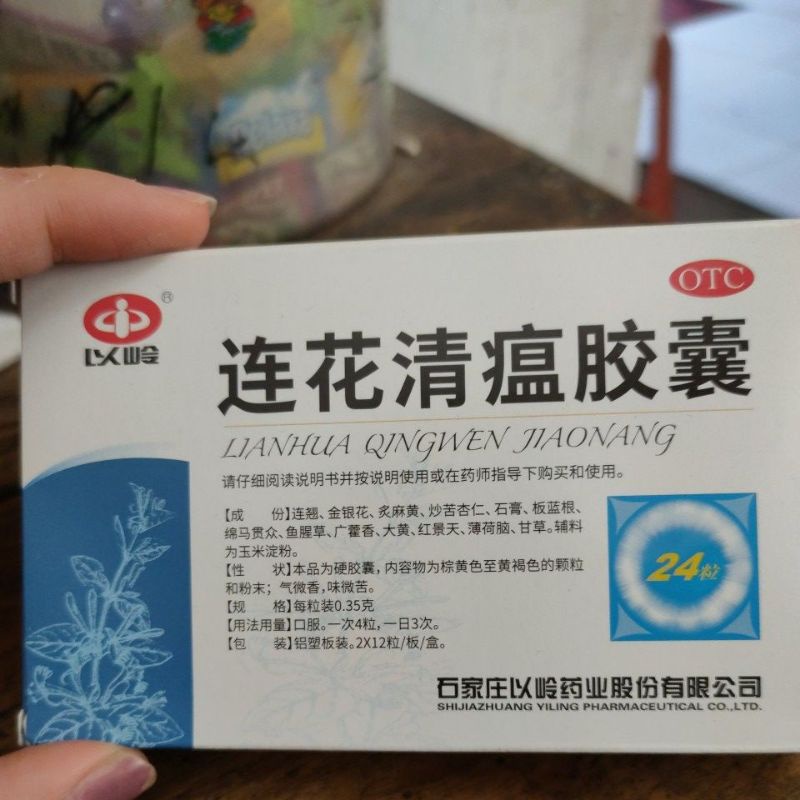 OTC
®
以岭
连花清瘟胶囊
LIANHUA QINGWEN JIAONANG
请仔细阅读说明书并按说明使用或在药师指导下购买和使用。
【成 份】连翘、金银花、炙麻黄、炒苦杏仁、石膏、板蓝根、
绵马贯众、鱼腥草、广藿香、大黄、红景天、薄荷脑、甘草。辅料
为玉米淀粉。
【性 状】本品为硬胶囊，内容物为棕黄色至黄褐色的颗粒
和粉末；气微香，味微苦。
【规 格】每粒装0.35克
【用法用量】口服。一次4粒，一日3次。
【包 装】铝塑板装。2X12粒/板/盒。
24粒
石家庄以岭药业股份有限公司
SHIJIAZHUANG YILING PHARMACEUTICAL CO.,LTD.